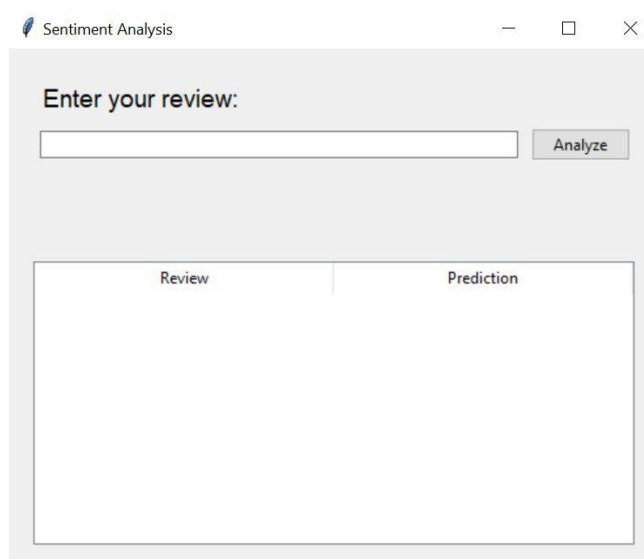 Sentiment Analysis
Enter your review:
Analyze
Review Prediction